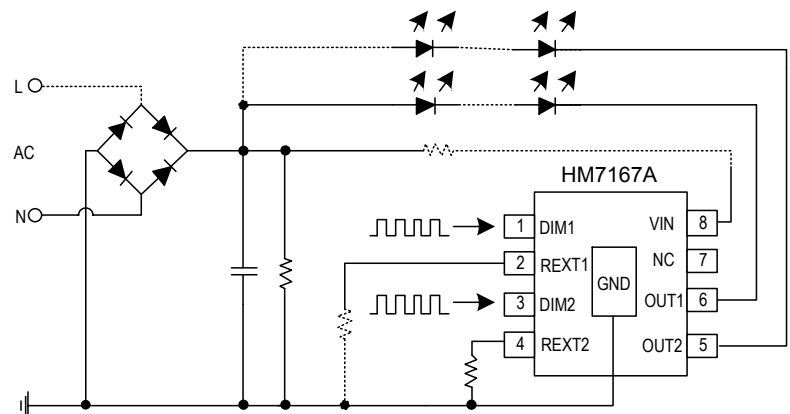 L
AC
N
HM7167A
1 DIM1
2 REXT1
3 DIM2
4 REXT2
GND
VIN 8
NC 7
OUT1 6
OUT2 5